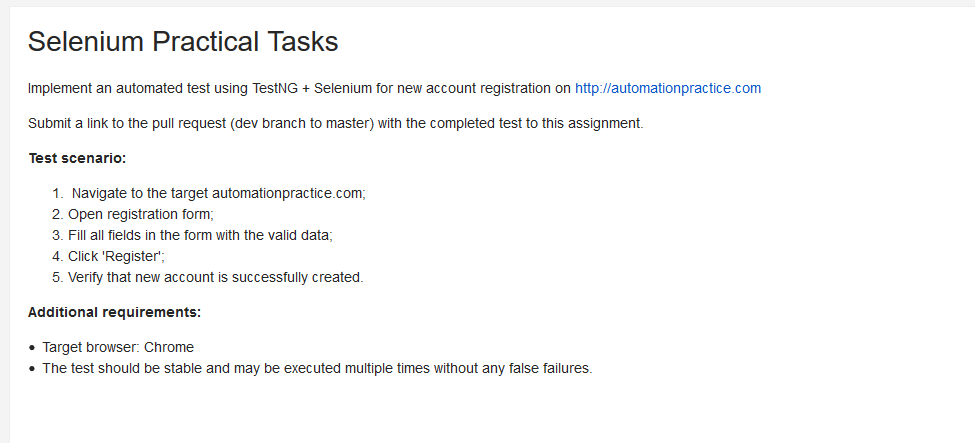 Selenium Practical Tasks
Implement an automated test using TestNG + Selenium for new account registration on http://automationpractice.com
Submit a link to the pull request (dev branch to master) with the completed test to this assignment.
Test scenario:
1. Navigate to the target automationpractice.com;
2. Open registration form;
3. Fill all fields in the form with the valid data;
4. Click 'Register';
5. Verify that new account is successfully created.
Additional requirements:
• Target browser: Chrome
• The test should be stable and may be executed multiple times without any false failures.